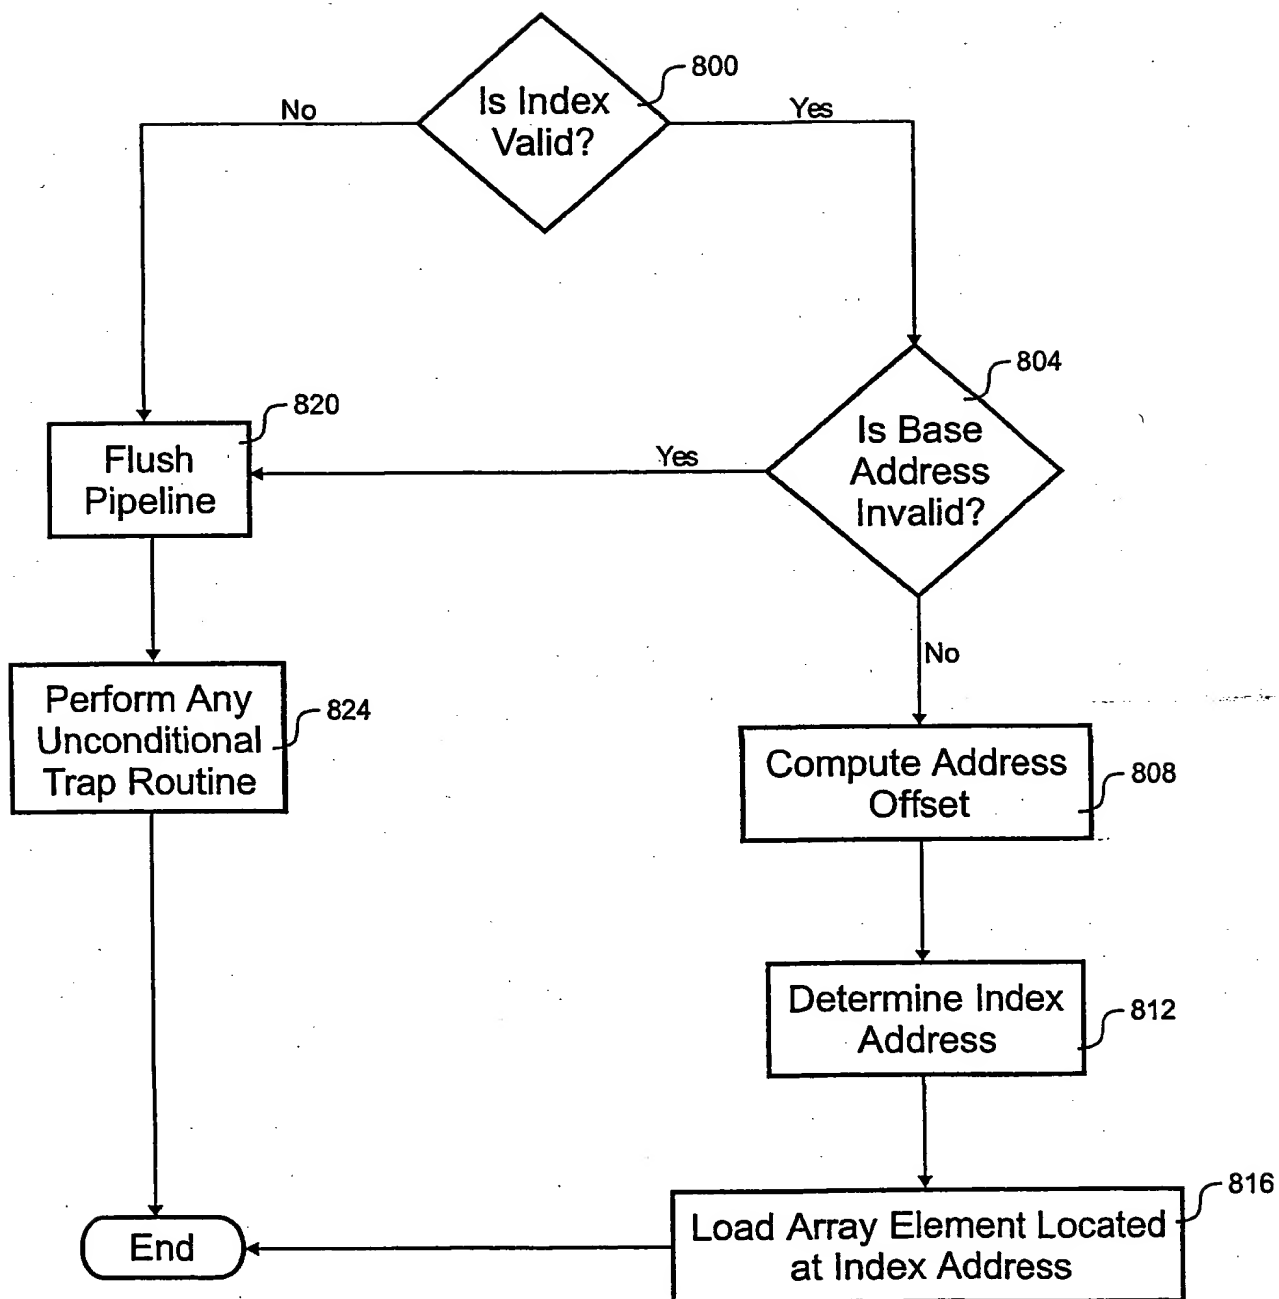 800
Is Index
Valid?
No
Yes
804
Is Base
Address
Invalid?
820
Flush
Pipeline
Yes
No
Perform Any
Unconditional
Trap Routine
824
Compute Address
Offset
808
Determine Index
Address
812
816
Load Array Element Located
at Index Address
End